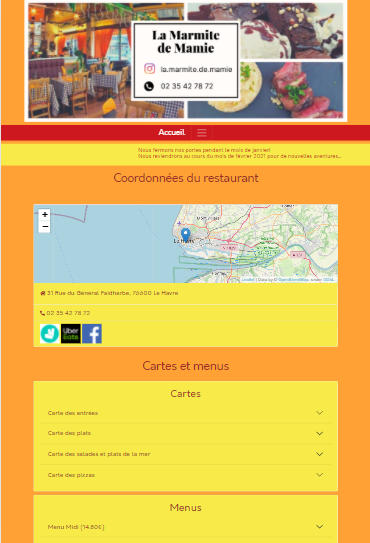 La Marmite
de Mamie
la.marmite.de.mamie
02 35 42 78 72
Accueil
Nous fermons nos portes pendant le mois de janvier!
Nous reviendrons au cours du mois de février 2021 pour de nouvelles aventures...
Coordonnées du restaurant
+
−
Le Havre
Leaflet | Data by © OpenStreetMap, under ODbL
31 Rue du Général Faidherbe, 76600 Le Havre
02 35 42 78 72
Uber
Eats
Cartes et menus
Cartes
Carte des entrées
Carte des plats
Carte des salades et plats de la mer
Carte des pizzas
Menus
Menu Midi (14.80€)